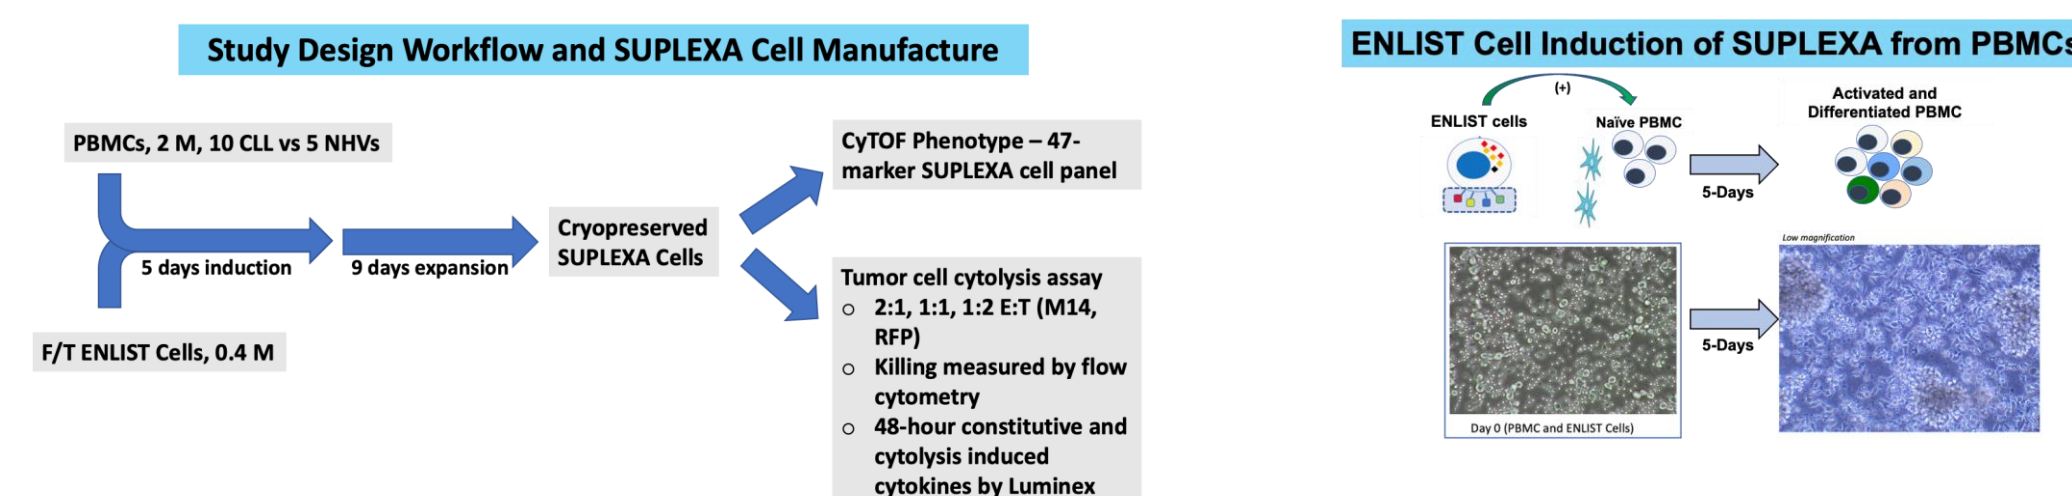 Study Design Workflow and SUPLEXA Cell Manufacture
PBMCs, 2 M, 10 CLL vs 5 NHVs
5 days induction
9 days expansion
F/T ENLIST Cells, 0.4 M
Cryopreserved
SUPLEXA Cells
CyTOF Phenotype – 47-
marker SUPLEXA cell panel
Tumor cell cytolysis assay
○ 2:1, 1:1, 1:2 E:T (M14,
RFP)
○ Killing measured by flow
cytometry
○ 48-hour constitutive and
cytolysis induced
cytokines by Luminex
ENLIST Cell Induction of SUPLEXA from PBMCs
(+)
ENLIST cells
Naïve PBMC
5-Days
Activated and
Differentiated PBMC
Day 0 (PBMC and ENLIST Cells)
5-Days
Low magnification